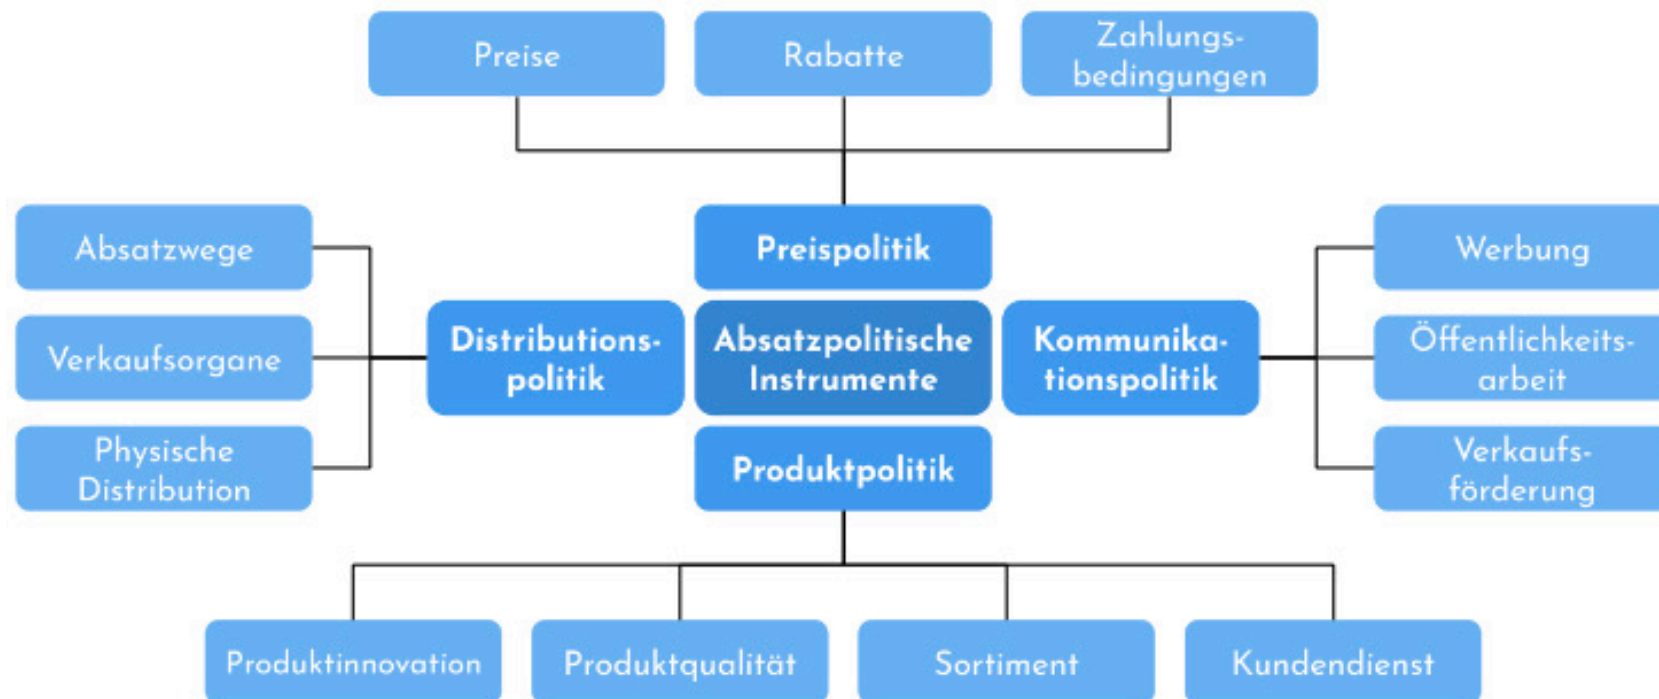 Preise
Rabatte
Zahlungs-
bedingungen
Absatzwege
Preispolitik
Werbung
Verkaufsorgane
Distributions-
politik
Absatzpolitische
Instrumente
Kommunika-
tionspolitik
Öffentlichkeits-
arbeit
Physische
Distribution
Produktpolitik
Verkaufs-
förderung
Produktinnovation
Produktqualität
Sortiment
Kundendienst